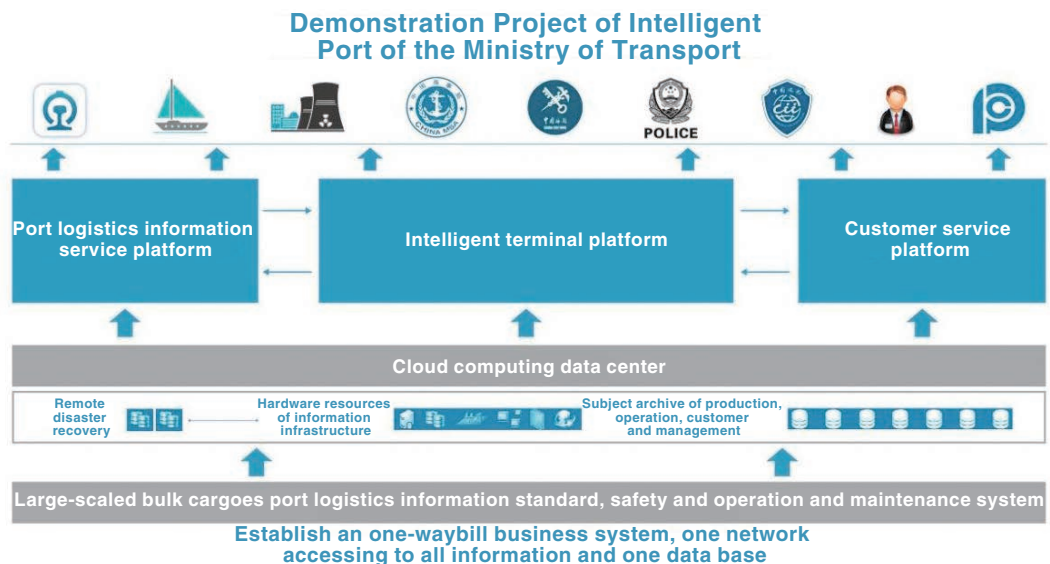 Demonstration Project of Intelligent
Port of the Ministry of Transport
CHINA MSA
POLICE
Port logistics information
service platform
Intelligent terminal platform
Customer service
platform
Cloud computing data center
Remote
disaster
recovery
Hardware resources
of information
infrastructure
Subject archive of production,
operation, customer
and management
Large-scaled bulk cargoes port logistics information standard, safety and operation and maintenance system
Establish an one-waybill business system, one network
accessing to all information and one data base